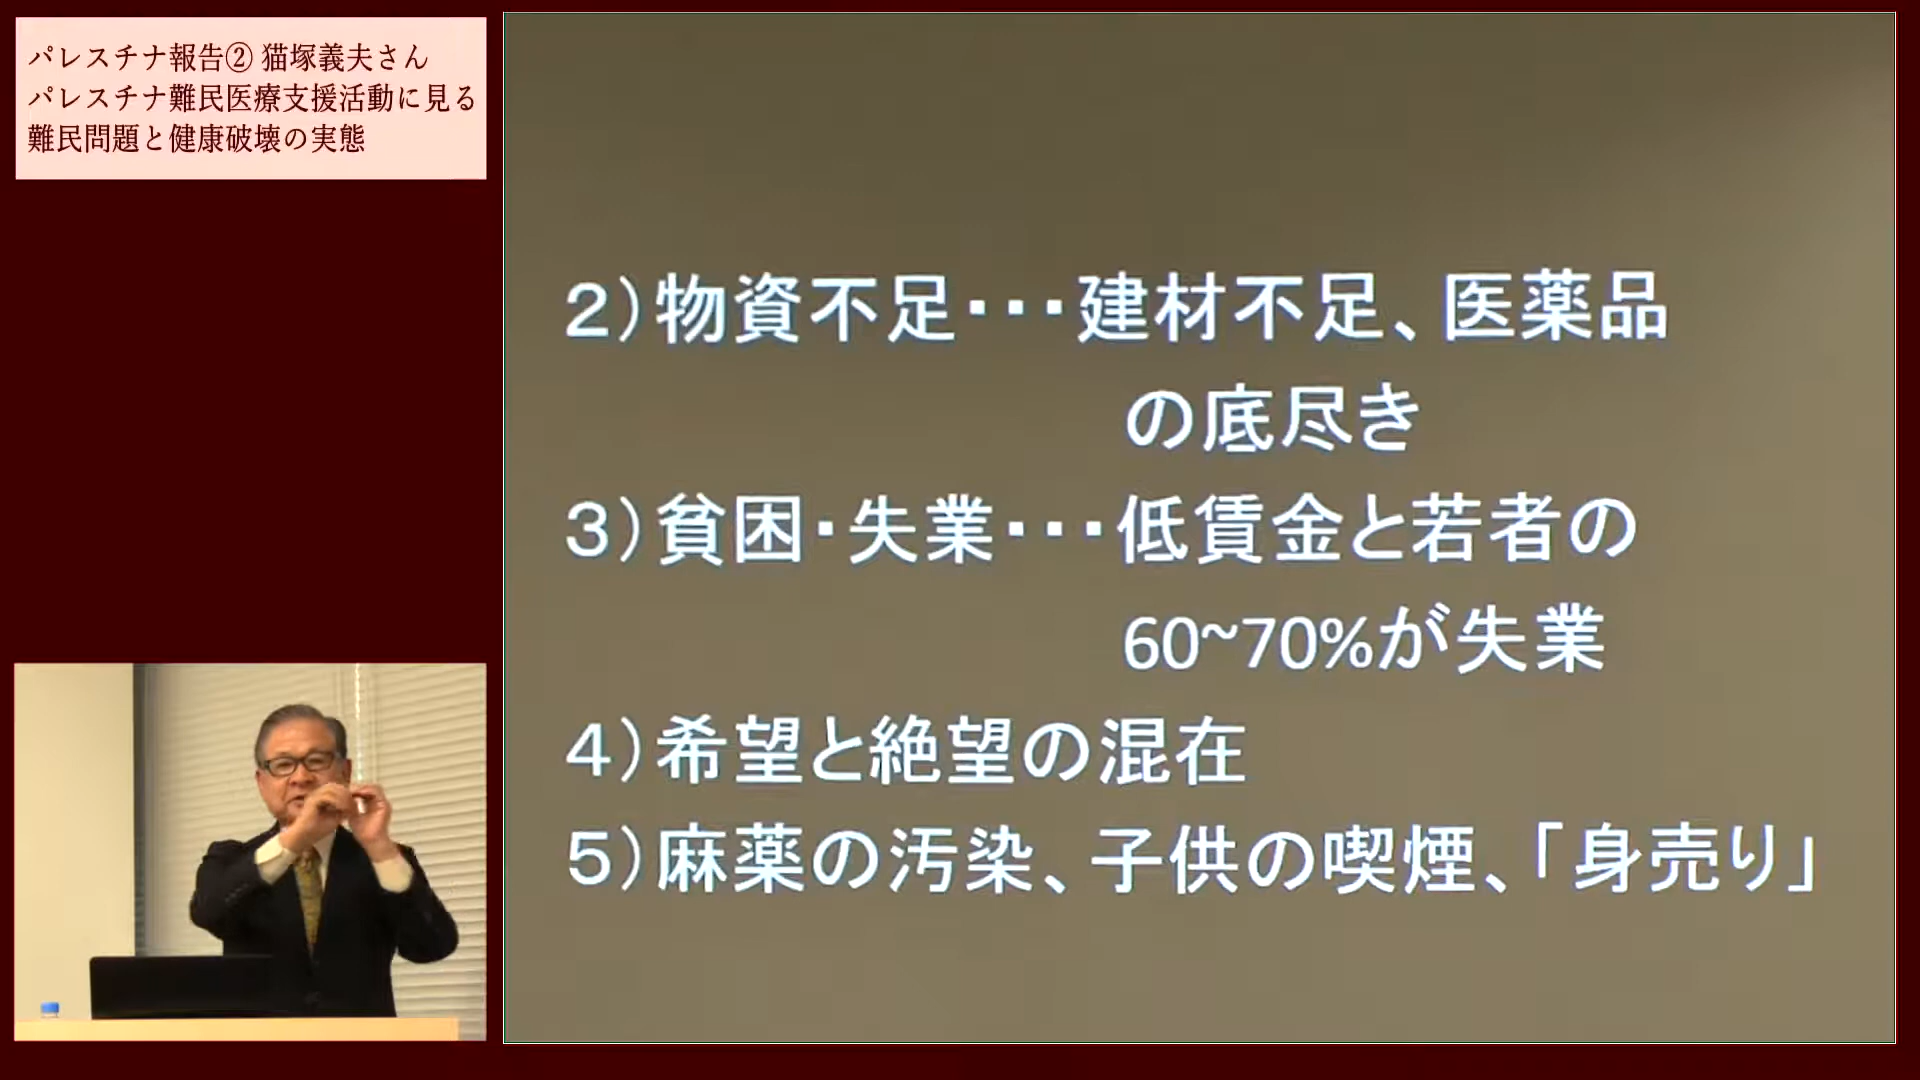 パレスチナ報告② 猫塚義夫さん
パレスチナ難民医療支援活動に見る
難民問題と健康破壊の実態
２）物資不足・・・建材不足、医薬品
の底尽き
３）貧困・失業・・・低賃金と若者の
60~70%が失業
４）希望と絶望の混在
５）麻薬の汚染、子供の喫煙、「身売り」